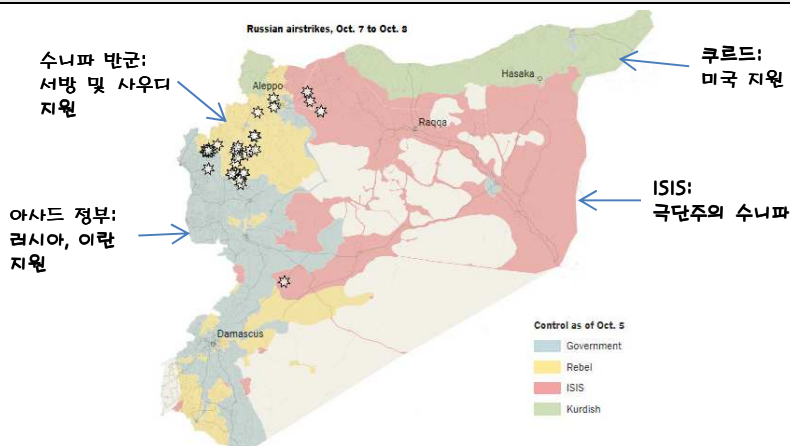 Russian airstrikes, Oct. 7 to Oct. 8
수니파 반군:
서방 및 사우디
지원
쿠르드:
미국 지원
Aleppo
Hasaka
Raqqa
ISIS:
극단주의 수니파
아사드 정부:
러시아, 이란
지원
Damascus
Control as of Oct. 5
Government
Rebel
ISIS
Kurdish